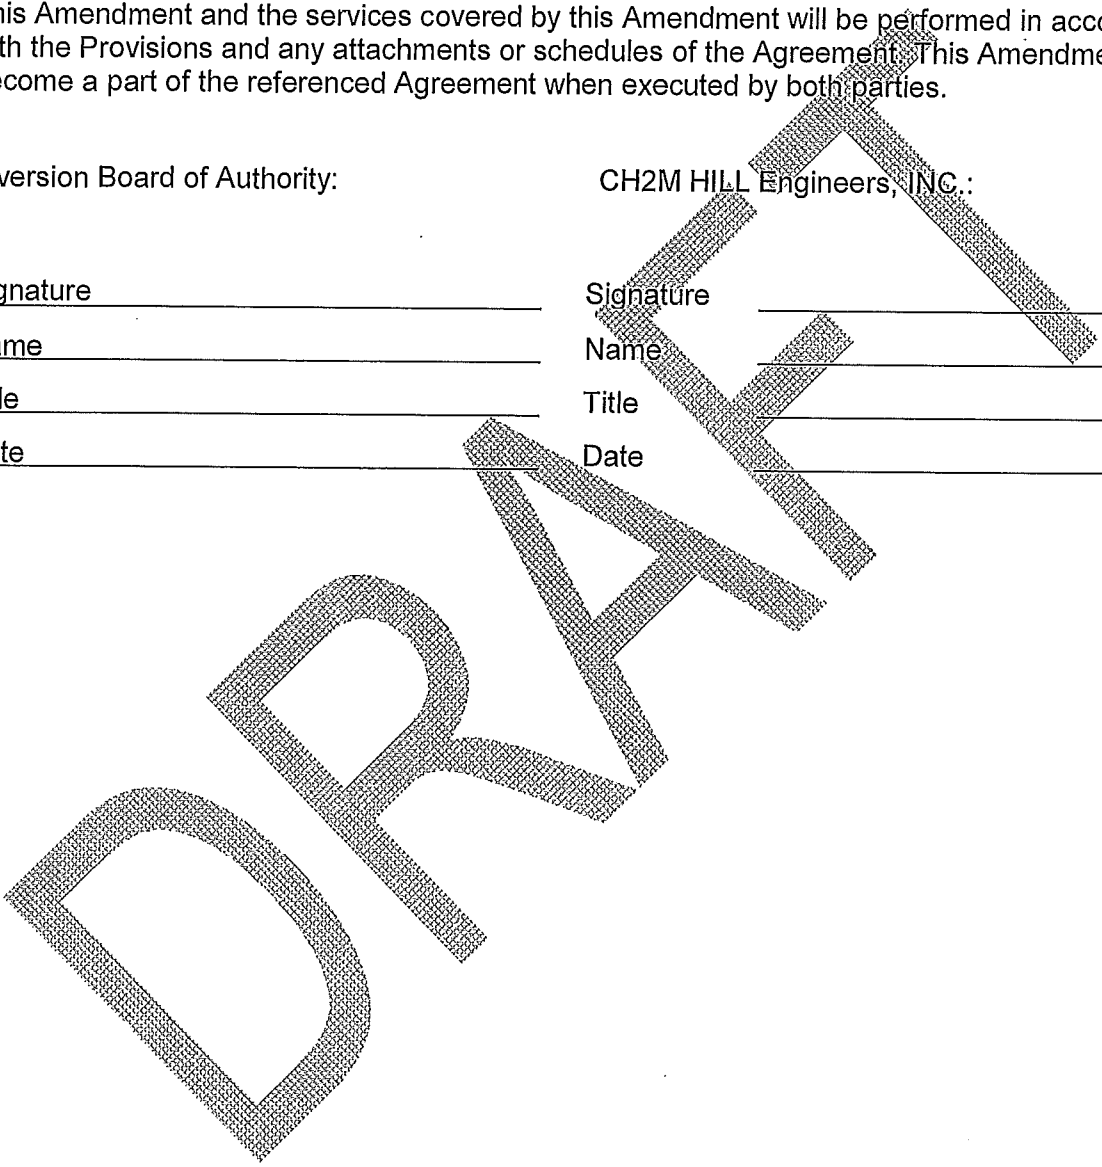 his Amendment and the services covered by this Amendment will be performed in acco
th the Provisions and any attachments or schedules of the Agreement. This Amendme
come a part of the referenced Agreement when executed by both parties.
version Board of Authority:
CH2M HILL Engineers, INC.:
gnature
Signature
me
Name
le
Title
te
Date
DRAFT